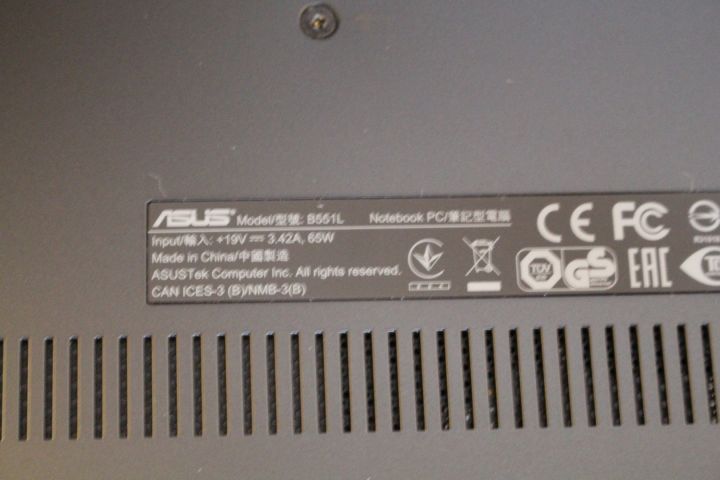 ASUS Model/型號: B551L Notebook PC/筆記型電腦
Input/輸入: +19V⎓3.42A, 65W
Made in China/中國製造
ASUSTek Computer Inc. All rights reserved.
CAN ICES-3 (B)/NMB-3(B)
CE FC
TÜV GS EAC